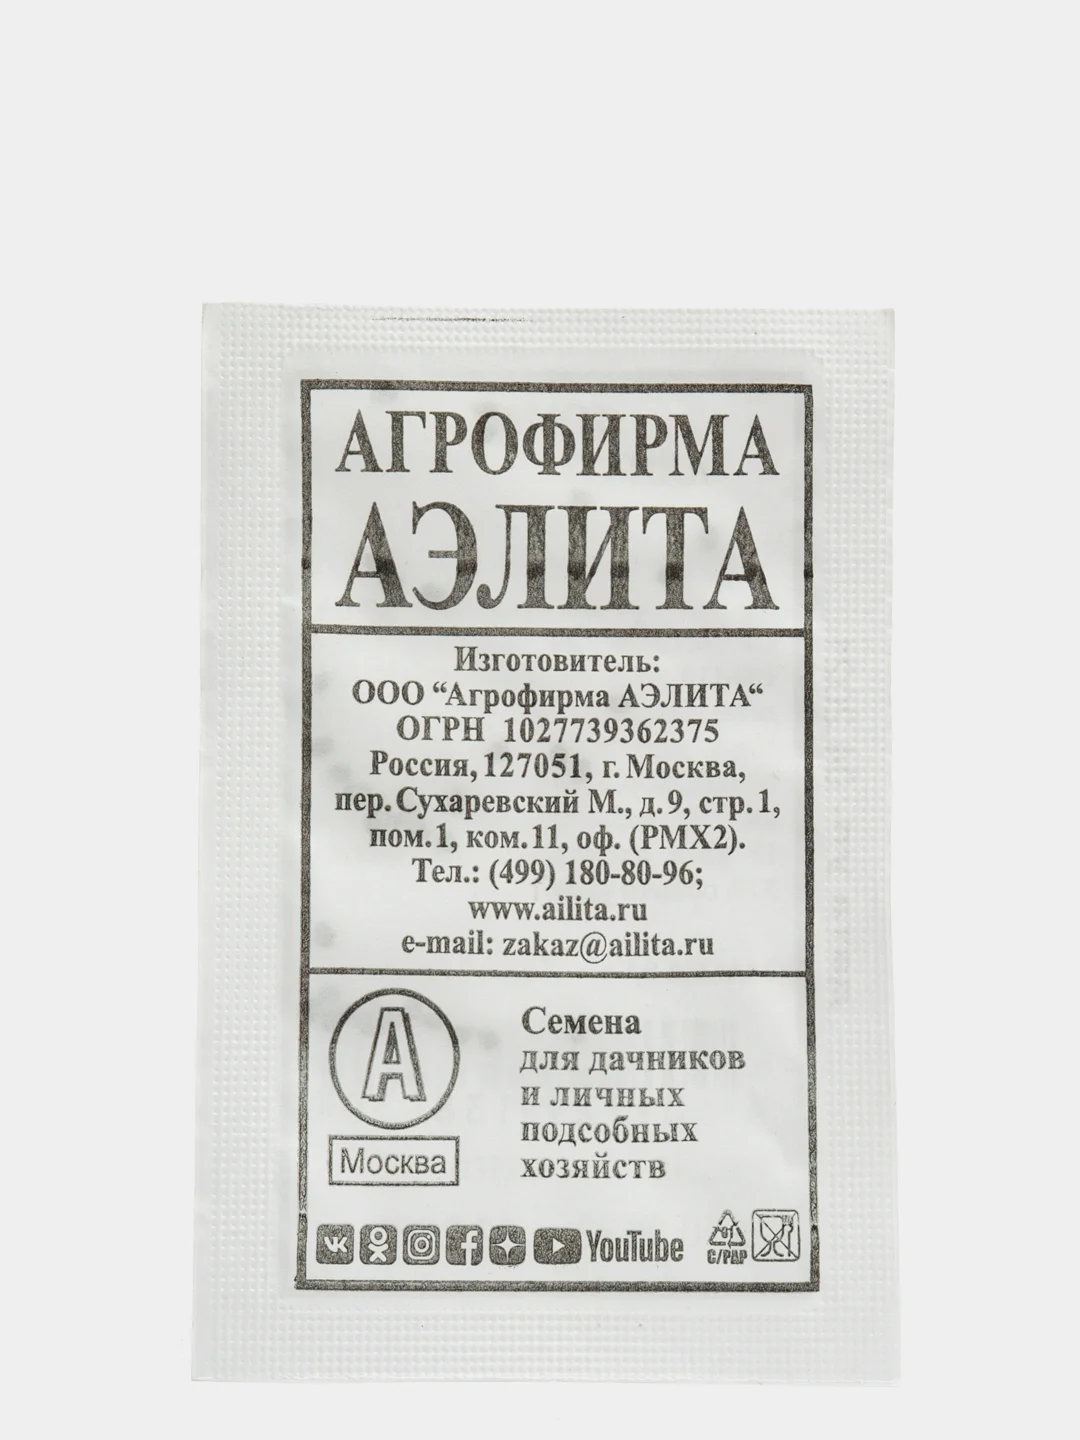 АГРОФИРМА
АЭЛИТА
Изготовитель:
ООО “Агрофирма АЭЛИТА“
ОГРН 1027739362375
Россия, 127051, г. Москва,
пер. Сухаревский М., д. 9, стр. 1,
пом. 1, ком. 11, оф. (РМХ2).
Тел.: (499) 180-80-96;
www.ailita.ru
e-mail: zakaz@ailita.ru
А
Москва
Семена
для дачников
и личных
подсобных
хозяйств
YouTube
81
C/PAP